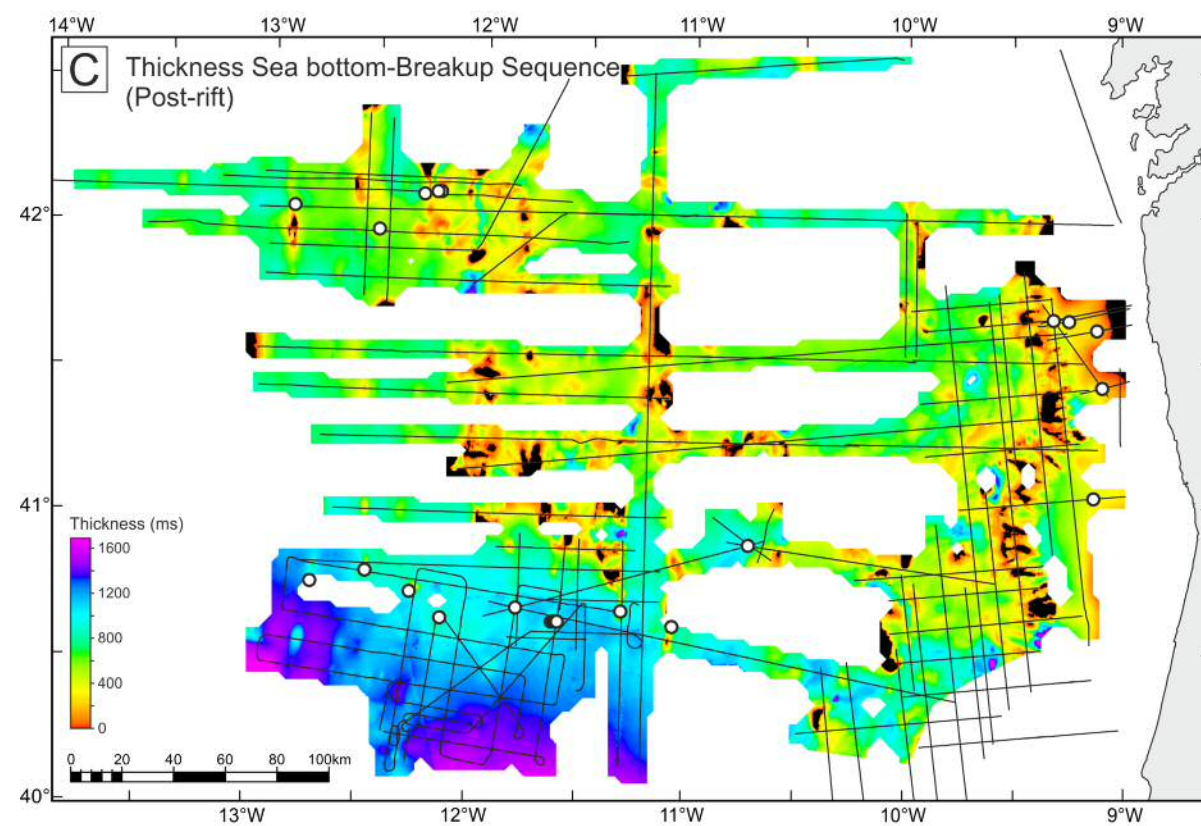 14°W 13°W 12°W 11°W 10°W 9°W
C Thickness Sea bottom-Breakup Sequence
(Post-rift)
42°
41°
Thickness (ms)
1600
1200
800
400
0
0 20 40 60 80 100km
40°
13°W 12°W 11°W 10°W 9°W